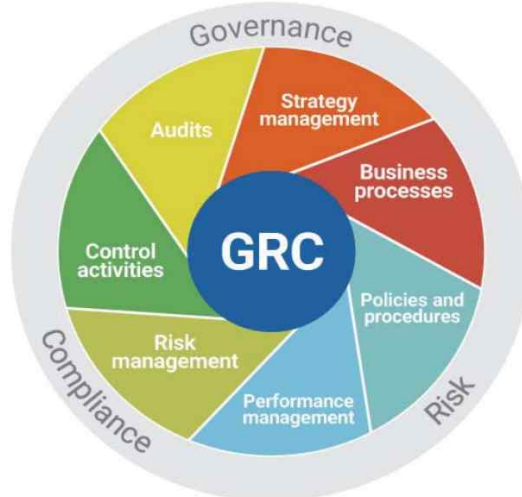 Governance
Strategy
management
Business
processes
Policies and
procedures
Risk
Performance
management
Risk
management
Compliance
Control
activities
Audits
GRC